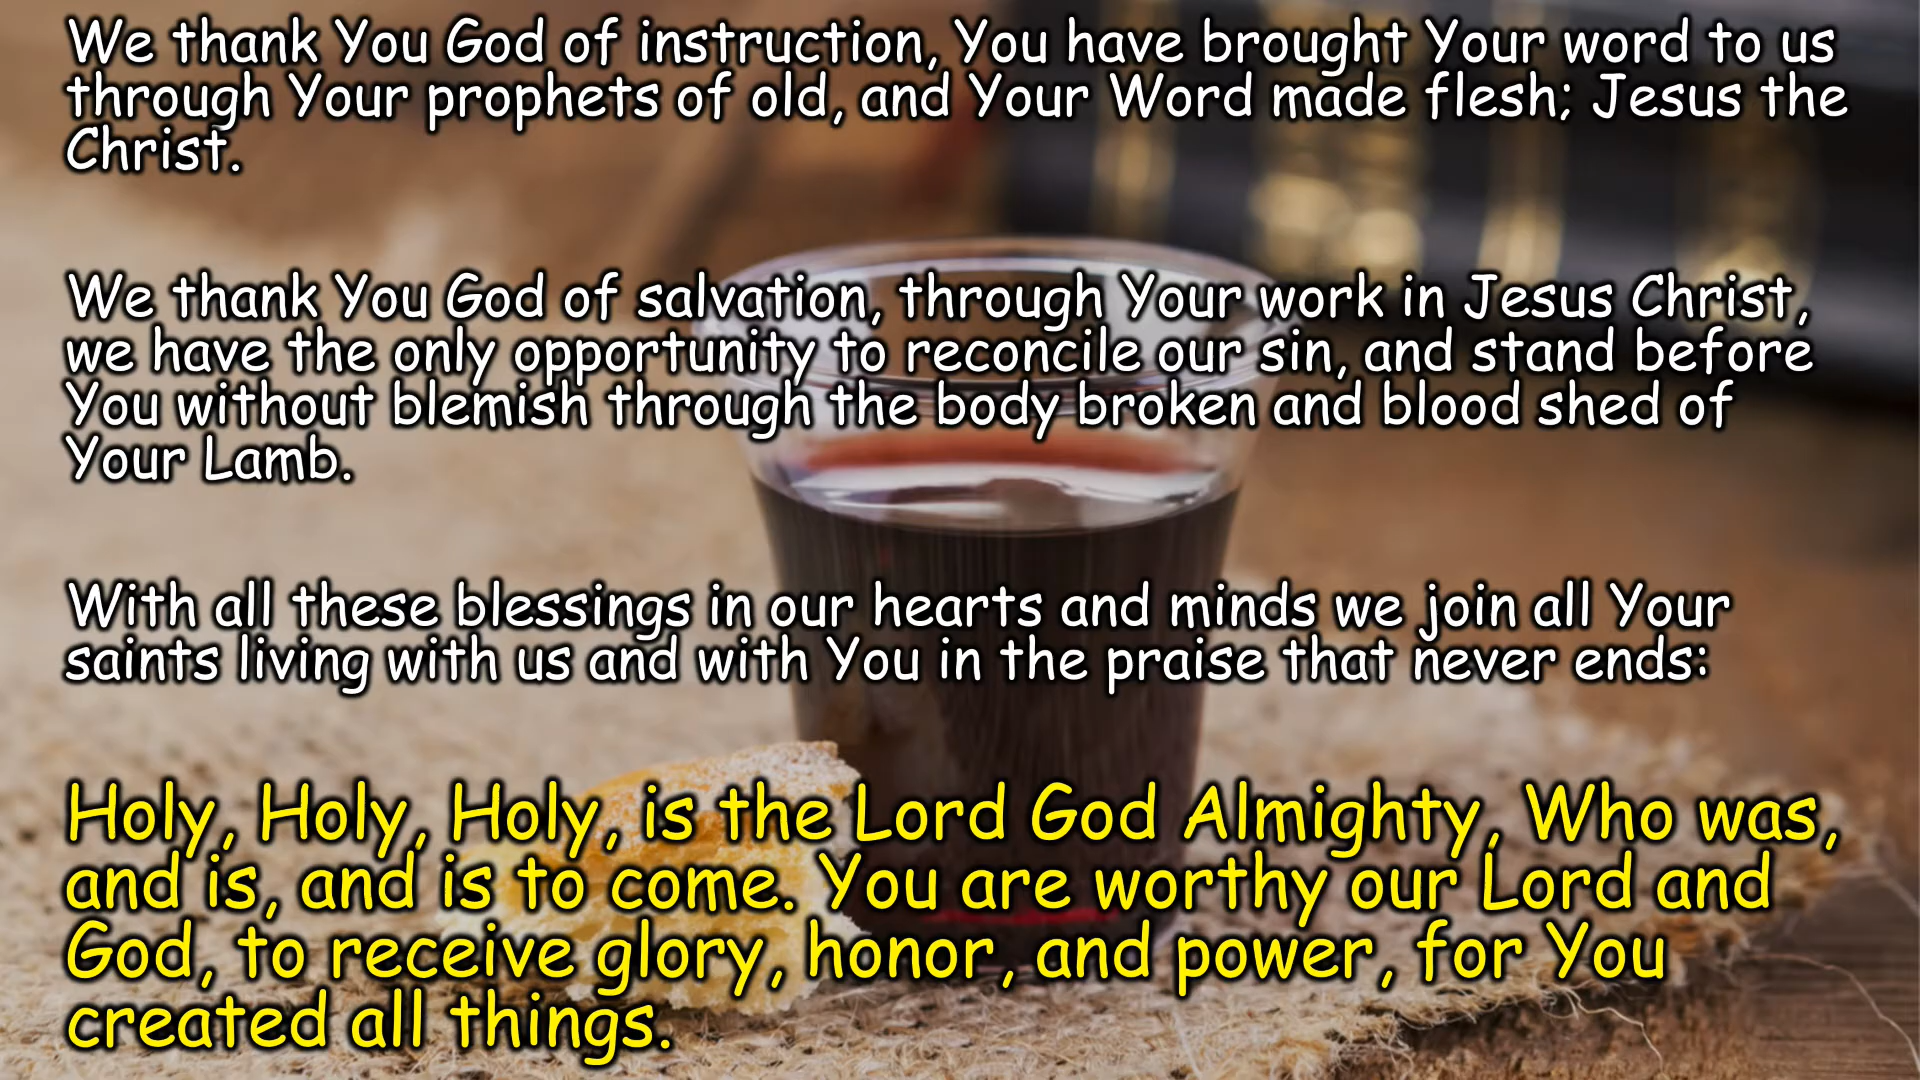 We thank You God of instruction, You have brought Your word to us
through Your prophets of old, and Your Word made flesh; Jesus the
Christ.
We thank You God of salvation, through Your work in Jesus Christ,
we have the only opportunity to reconcile our sin, and stand before
You without blemish through the body broken and blood shed of
Your Lamb.
With all these blessings in our hearts and minds we join all Your
saints living with us and with You in the praise that never ends:
Holy, Holy, Holy, is the Lord God Almighty, Who was,
and is, and is to come. You are worthy our Lord and
God, to receive glory, honor, and power, for You
created all things.